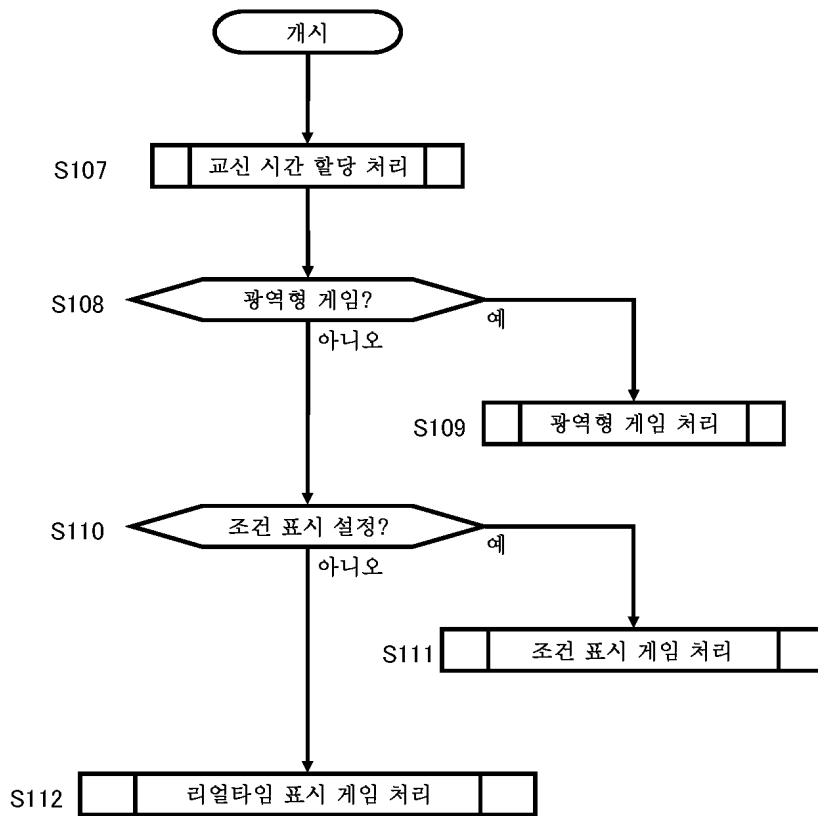 개시
S107
교신 시간 할당 처리
S108
광역형 게임?
예
아니오
S109
광역형 게임 처리
S110
조건 표시 설정?
예
아니오
S111
조건 표시 게임 처리
S112
리얼타임 표시 게임 처리